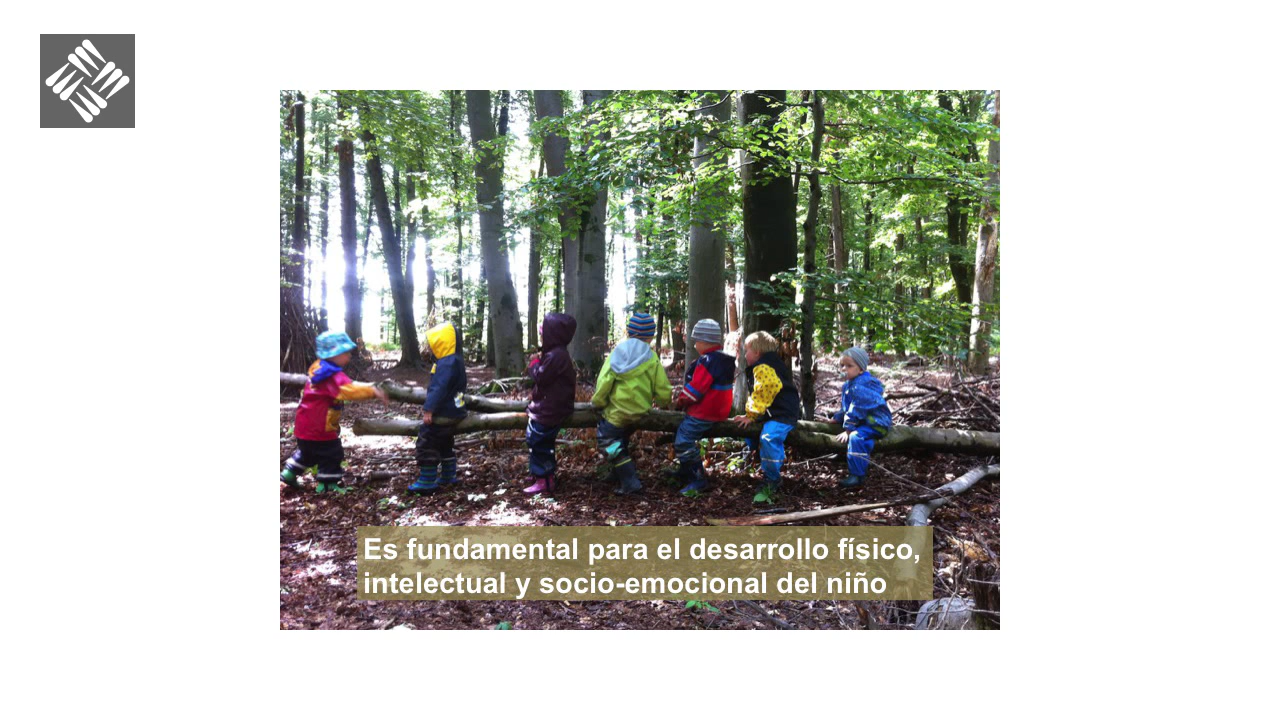 Es fundamental para el desarrollo físico,
intelectual y socio-emocional del niño